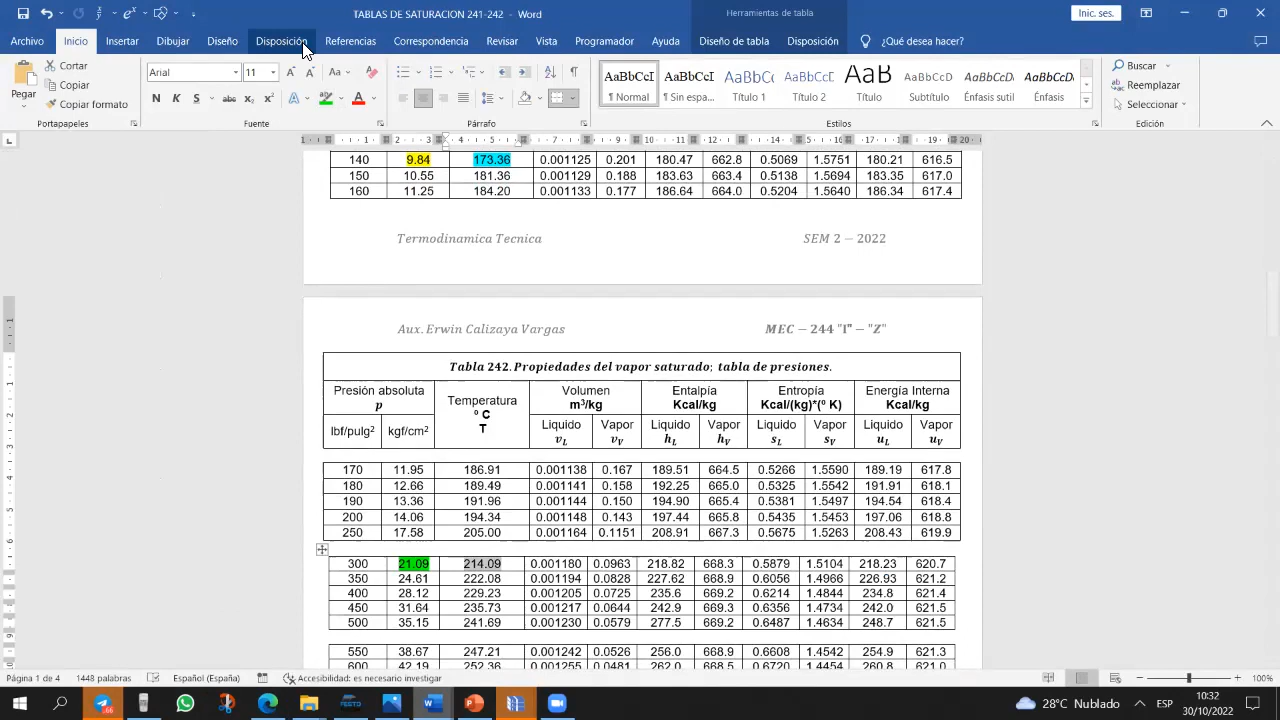 TABLAS DE SATURACION 241-242 - Word
Herramientas de tabla
Inic. ses.
Archivo Inicio Insertar Dibujar Diseño Disposición Referencias Correspondencia Revisar Vista Programador Ayuda Diseño de tabla Disposición ¿Qué desea hacer?
Pegar
Cortar
Copiar
Copiar formato
Portapapeles
Arial 11
Fuente
Párrafo
AaBbCcI AaBbCcI AaBbCc AaBbCcI AaB AaBbCcD AaBbCcD AaBbCcD
¶ Normal ¶ Sin espa... Título 1 Título 2 Título Subtítulo Énfasis sutil Énfasis
Estilos
Buscar
Reemplazar
Seleccionar
Edición
140 9.84 173.36 0.001125 0.201 180.47 662.8 0.5069 1.5751 180.21 616.5
150 10.55 181.36 0.001129 0.188 183.63 663.4 0.5138 1.5694 183.35 617.0
160 11.25 184.20 0.001133 0.177 186.64 664.0 0.5204 1.5640 186.34 617.4
Termodinamica Tecnica SEM 2 − 2022
Aux. Erwin Calizaya Vargas MEC − 244 "I" − "Z"
Tabla 242. Propiedades del vapor saturado; tabla de presiones.
Presión absoluta p
Temperatura º C T
Volumen m³/kg
Entalpía Kcal/kg
Entropía Kcal/(kg)*(º K)
Energía Interna Kcal/kg
lbf/pulg² kgf/cm² Liquido vL Vapor vV Liquido hL Vapor hV Liquido sL Vapor sV Liquido uL Vapor uV
170 11.95 186.91 0.001138 0.167 189.51 664.5 0.5266 1.5590 189.19 617.8
180 12.66 189.49 0.001141 0.158 192.25 665.0 0.5325 1.5542 191.91 618.1
190 13.36 191.96 0.001144 0.150 194.90 665.4 0.5381 1.5497 194.54 618.4
200 14.06 194.34 0.001148 0.143 197.44 665.8 0.5435 1.5453 197.06 618.8
250 17.58 205.00 0.001164 0.1151 208.91 667.3 0.5675 1.5263 208.43 619.9
300 21.09 214.09 0.001180 0.0963 218.82 668.3 0.5879 1.5104 218.23 620.7
350 24.61 222.08 0.001194 0.0828 227.62 668.9 0.6056 1.4966 226.93 621.2
400 28.12 229.23 0.001205 0.0725 235.6 669.2 0.6214 1.4844 234.8 621.4
450 31.64 235.73 0.001217 0.0644 242.9 669.3 0.6356 1.4734 242.0 621.5
500 35.15 241.69 0.001230 0.0579 277.5 669.2 0.6487 1.4634 248.7 621.5
550 38.67 247.21 0.001242 0.0526 256.0 668.9 0.6608 1.4542 254.9 621.3
600 42.19 252.36 0.001255 0.0481 262.0 668.5 0.6720 1.4454 260.8 621.0
Página 1 de 4 1448 palabras Español (España) Accesibilidad: es necesario investigar 100%
28°C Nublado ESP 10:32
30/10/2022